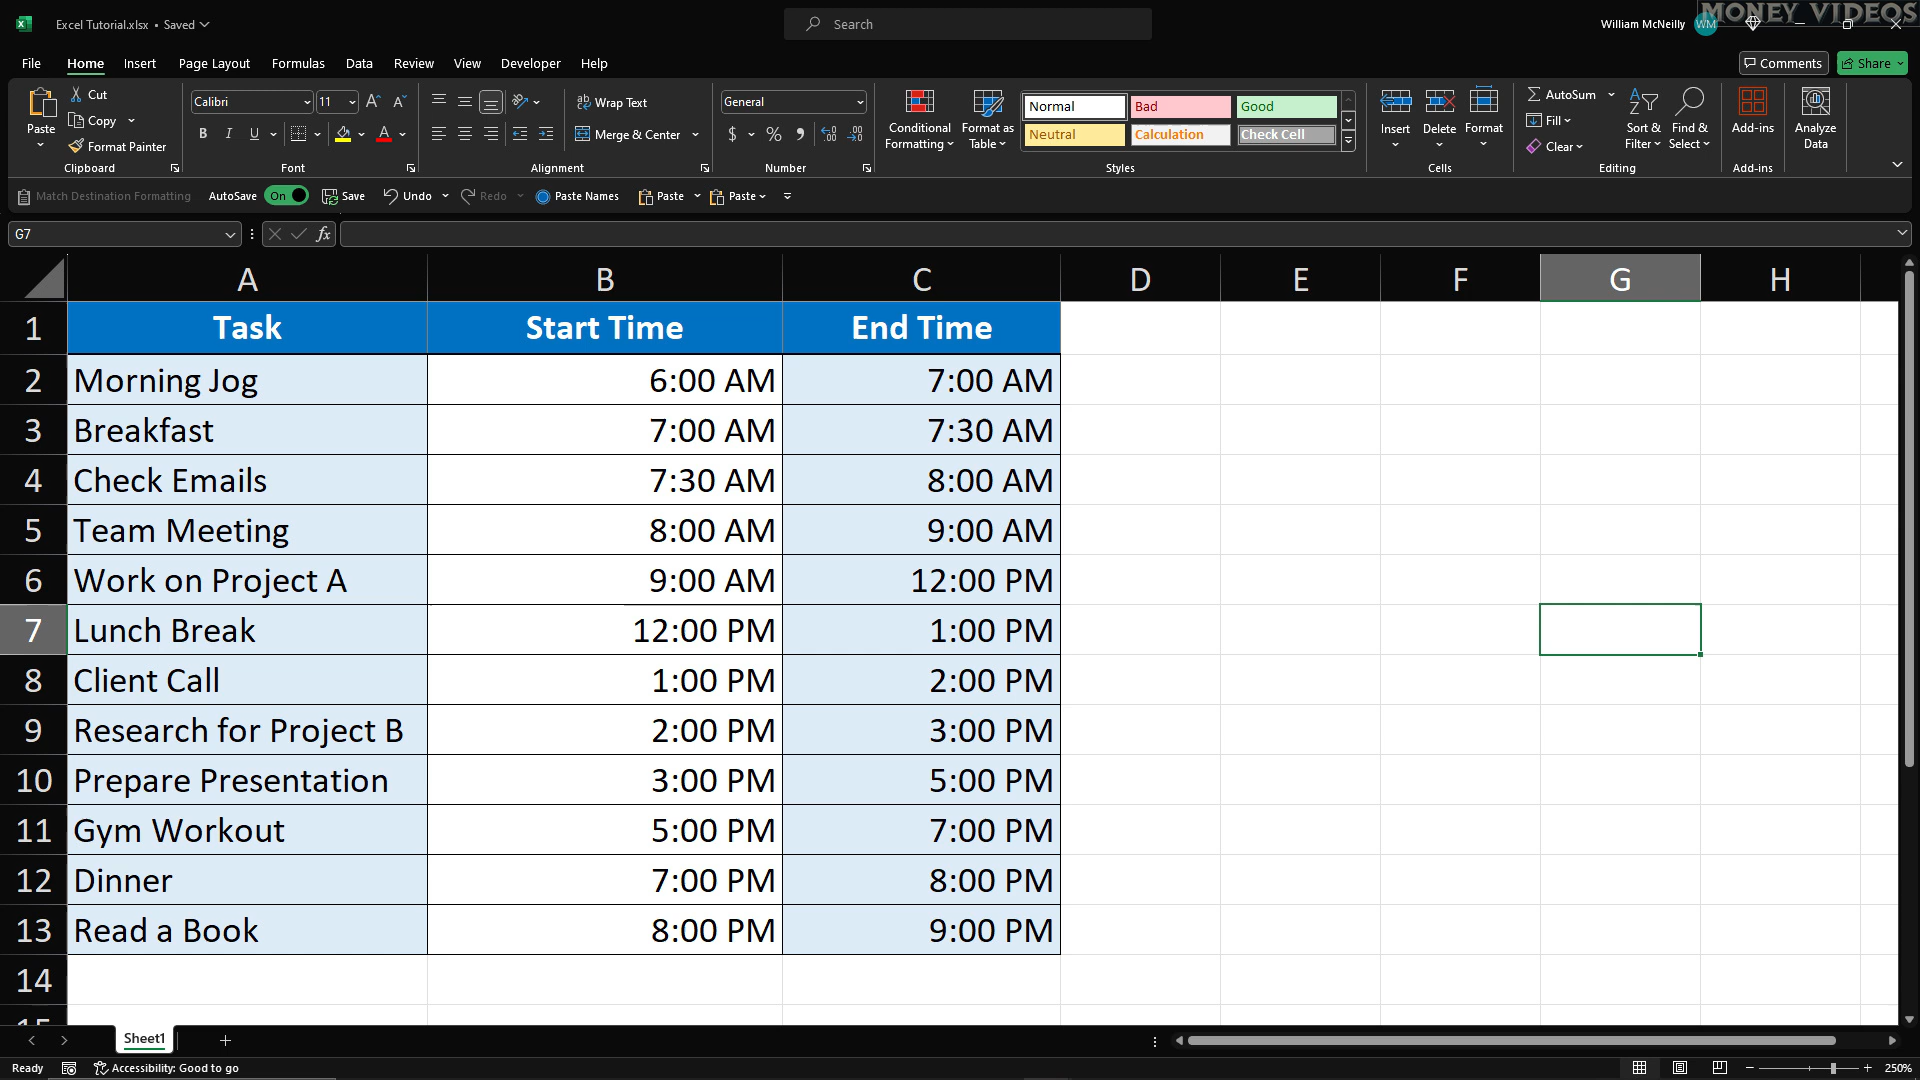 Excel Tutorial.xlsx • Saved
Search
William McNeilly
WM
MONEY VIDEOS
File Home Insert Page Layout Formulas Data Review View Developer Help
Comments
Share
Paste
Cut
Copy
Format Painter
Clipboard
Calibri
11
B I U
Font
Wrap Text
Merge & Center
Alignment
General
$ % ,
Number
Conditional Formatting
Format as Table
Normal
Bad
Good
Neutral
Calculation
Check Cell
Styles
Insert
Delete
Format
Cells
AutoSum
Fill
Clear
Sort & Filter
Find & Select
Editing
Add-ins
Add-ins
Analyze Data
Match Destination Formatting
AutoSave On
Save
Undo
Redo
Paste Names
Paste
Paste
G7
fx
A B C D E F G H
1 Task Start Time End Time
2 Morning Jog 6:00 AM 7:00 AM
3 Breakfast 7:00 AM 7:30 AM
4 Check Emails 7:30 AM 8:00 AM
5 Team Meeting 8:00 AM 9:00 AM
6 Work on Project A 9:00 AM 12:00 PM
7 Lunch Break 12:00 PM 1:00 PM
8 Client Call 1:00 PM 2:00 PM
9 Research for Project B 2:00 PM 3:00 PM
10 Prepare Presentation 3:00 PM 5:00 PM
11 Gym Workout 5:00 PM 7:00 PM
12 Dinner 7:00 PM 8:00 PM
13 Read a Book 8:00 PM 9:00 PM
14
15
Sheet1
Ready
Accessibility: Good to go
250%